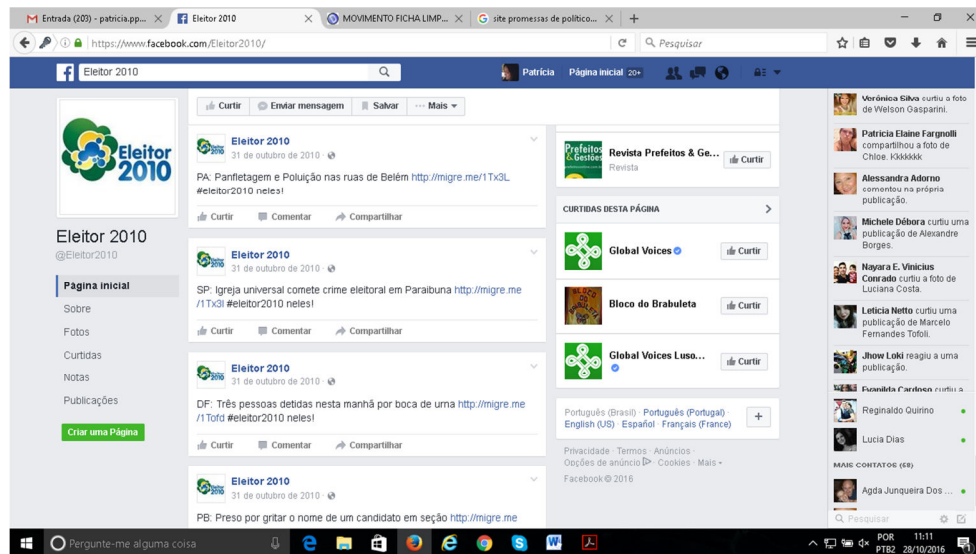 Entrada (203) - patricia.pp... ×
Eleitor 2010 ×
MOVIMENTO FICHA LIMP... ×
site promessas de político... ×
https://www.facebook.com/Eleitor2010/
Pesquisar
Eleitor 2010
Patrícia
Página inicial 20+
Eleitor
2010
Eleitor 2010
@Eleitor2010
Página inicial
Sobre
Fotos
Curtidas
Notas
Publicações
Criar uma Página
Curtir Enviar mensagem Salvar ··· Mais
Eleitor 2010
31 de outubro de 2010 ·
PA: Panfletagem e Poluição nas ruas de Belém http://migre.me/1Tx3L
#eleitor2010 neles!
Curtir Comentar Compartilhar
Eleitor 2010
31 de outubro de 2010 ·
SP: Igreja universal comete crime eleitoral em Paraibuna http://migre.me
/1Tx3I #eleitor2010 neles!
Curtir Comentar Compartilhar
Eleitor 2010
31 de outubro de 2010 ·
DF: Três pessoas detidas nesta manhã por boca de urna http://migre.me
/1Tofd #eleitor2010 neles!
Curtir Comentar Compartilhar
Eleitor 2010
31 de outubro de 2010 ·
PB: Preso por gritar o nome de um candidato em seção http://migre.me
Prefeitos
& Gestões
Revista Prefeitos & Ge...
Revista
Curtir
CURTIDAS DESTA PÁGINA
Global Voices
Curtir
BLOCO
DO
BRABULETA
Bloco do Brabuleta
Curtir
Global Voices Luso...
Curtir
Português (Brasil) · Português (Portugal) ·
English (US) · Español · Français (France)
Privacidade · Termos · Anúncios ·
Opções de anúncio · Cookies · Mais
Facebook © 2016
Verônica Silva curtiu a foto
de Welson Gasparini.
Patricia Elaine Fargnolli
compartilhou a foto de
Chloe. Kkkkkkk
Alessandra Adorno
comentou na própria
publicação.
Michele Débora curtiu uma
publicação de Alexandre
Borges.
Nayara E. Vinicius
Conrado curtiu a foto de
Luciana Costa.
Leticia Netto curtiu uma
publicação de Marcelo
Fernandes Tofoli.
Jhow Loki reagiu a uma
publicação.
Evanilda Cardoso curtiu a
Reginaldo Quirino
Lucia Dias
MAIS CONTATOS (68)
Agda Junqueira Dos ...
Pesquisar
Pergunte-me alguma coisa
POR
PTB2
11:11
28/10/2016